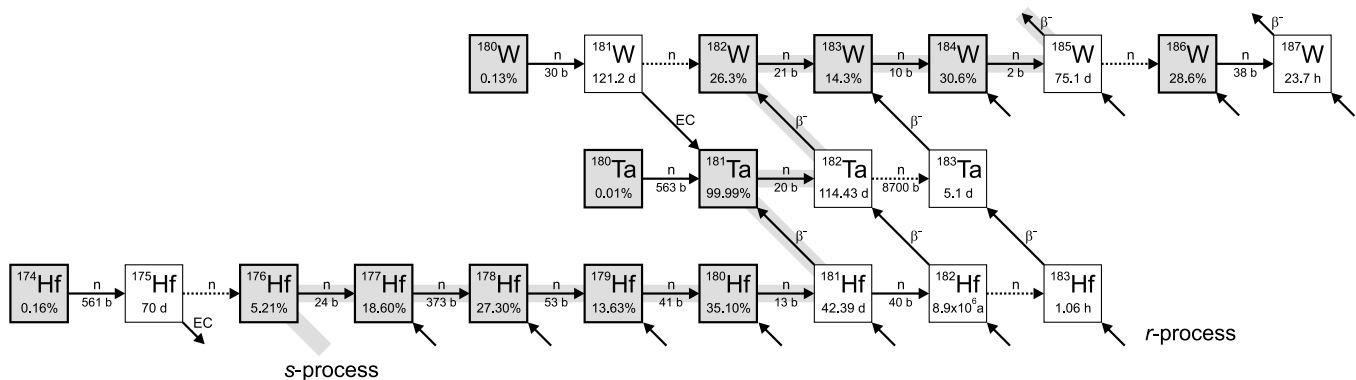 β⁻ β⁻
¹⁸⁰W n ¹⁸¹W n ¹⁸²W n ¹⁸³W n ¹⁸⁴W n ¹⁸⁵W n ¹⁸⁶W n ¹⁸⁷W
0.13% 30 b 121.2 d 26.3% 21 b 14.3% 10 b 30.6% 2 b 75.1 d 28.6% 38 b 23.7 h
EC β⁻ β⁻
¹⁸⁰Ta n ¹⁸¹Ta n ¹⁸²Ta n ¹⁸³Ta
0.01% 563 b 99.99% 20 b 114.43 d 8700 b 5.1 d
β⁻ β⁻ β⁻
¹⁷⁴Hf n ¹⁷⁵Hf n ¹⁷⁶Hf n ¹⁷⁷Hf n ¹⁷⁸Hf n ¹⁷⁹Hf n ¹⁸⁰Hf n ¹⁸¹Hf n ¹⁸²Hf n ¹⁸³Hf
0.16% 561 b 70 d 5.21% 24 b 18.60% 373 b 27.30% 53 b 13.63% 41 b 35.10% 13 b 42.39 d 40 b 8.9x10⁶a 1.06 h
EC
r-process
s-process